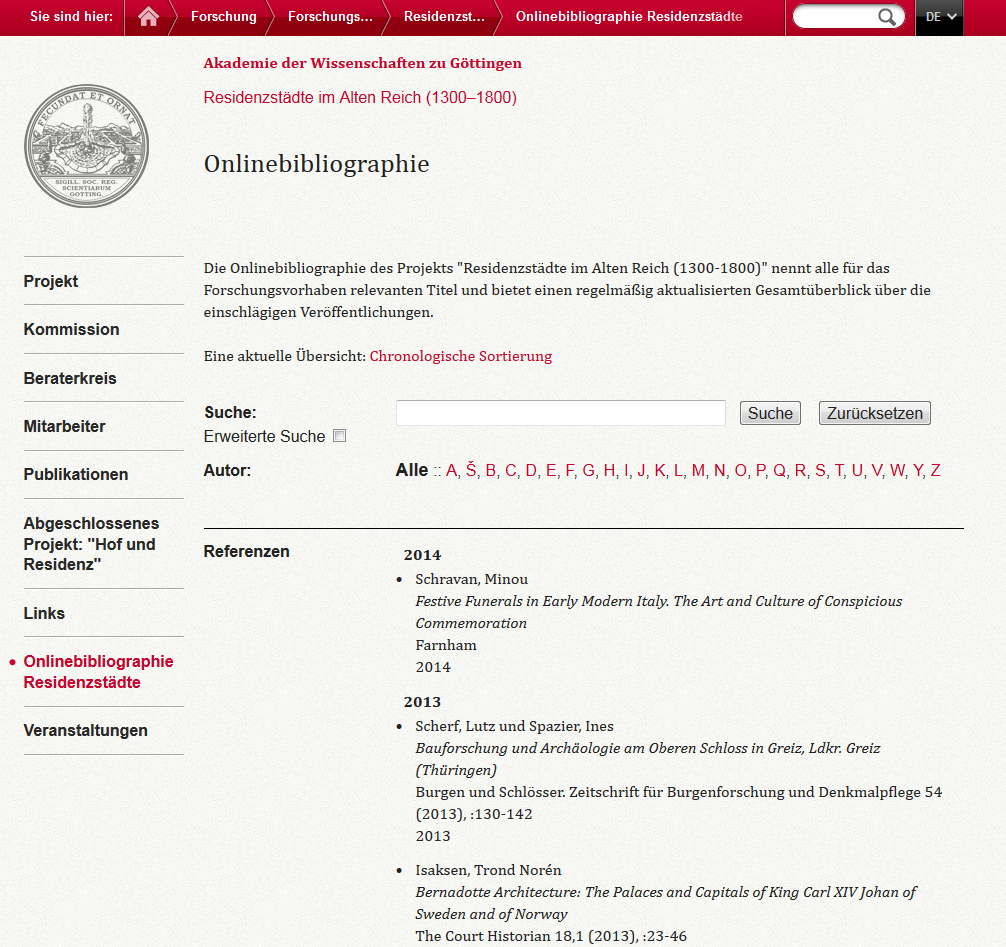 Sie sind hier: Forschung Forschungs... Residenzst... Onlinebibliographie Residenzstädte DE
Akademie der Wissenschaften zu Göttingen
Residenzstädte im Alten Reich (1300–1800)
FECUNDAT ET ORNAT
SIGILL. SOC. REG.
SCIENTIARUM
GOTTING.
Onlinebibliographie
Projekt
Kommission
Beraterkreis
Mitarbeiter
Publikationen
Abgeschlossenes
Projekt: "Hof und
Residenz"
Links
Onlinebibliographie
Residenzstädte
Veranstaltungen
Die Onlinebibliographie des Projekts "Residenzstädte im Alten Reich (1300-1800)" nennt alle für das
Forschungsvorhaben relevanten Titel und bietet einen regelmäßig aktualisierten Gesamtüberblick über die
einschlägigen Veröffentlichungen.
Eine aktuelle Übersicht: Chronologische Sortierung
Suche: Suche Zurücksetzen
Erweiterte Suche
Autor: Alle :: A, Š, B, C, D, E, F, G, H, I, J, K, L, M, N, O, P, Q, R, S, T, U, V, W, Y, Z
Referenzen
2014
• Schravan, Minou
Festive Funerals in Early Modern Italy. The Art and Culture of Conspicious
Commemoration
Farnham
2014
2013
• Scherf, Lutz und Spazier, Ines
Bauforschung und Archäologie am Oberen Schloss in Greiz, Ldkr. Greiz
(Thüringen)
Burgen und Schlösser. Zeitschrift für Burgenforschung und Denkmalpflege 54
(2013), :130-142
2013
• Isaksen, Trond Norén
Bernadotte Architecture: The Palaces and Capitals of King Carl XIV Johan of
Sweden and of Norway
The Court Historian 18,1 (2013), :23-46